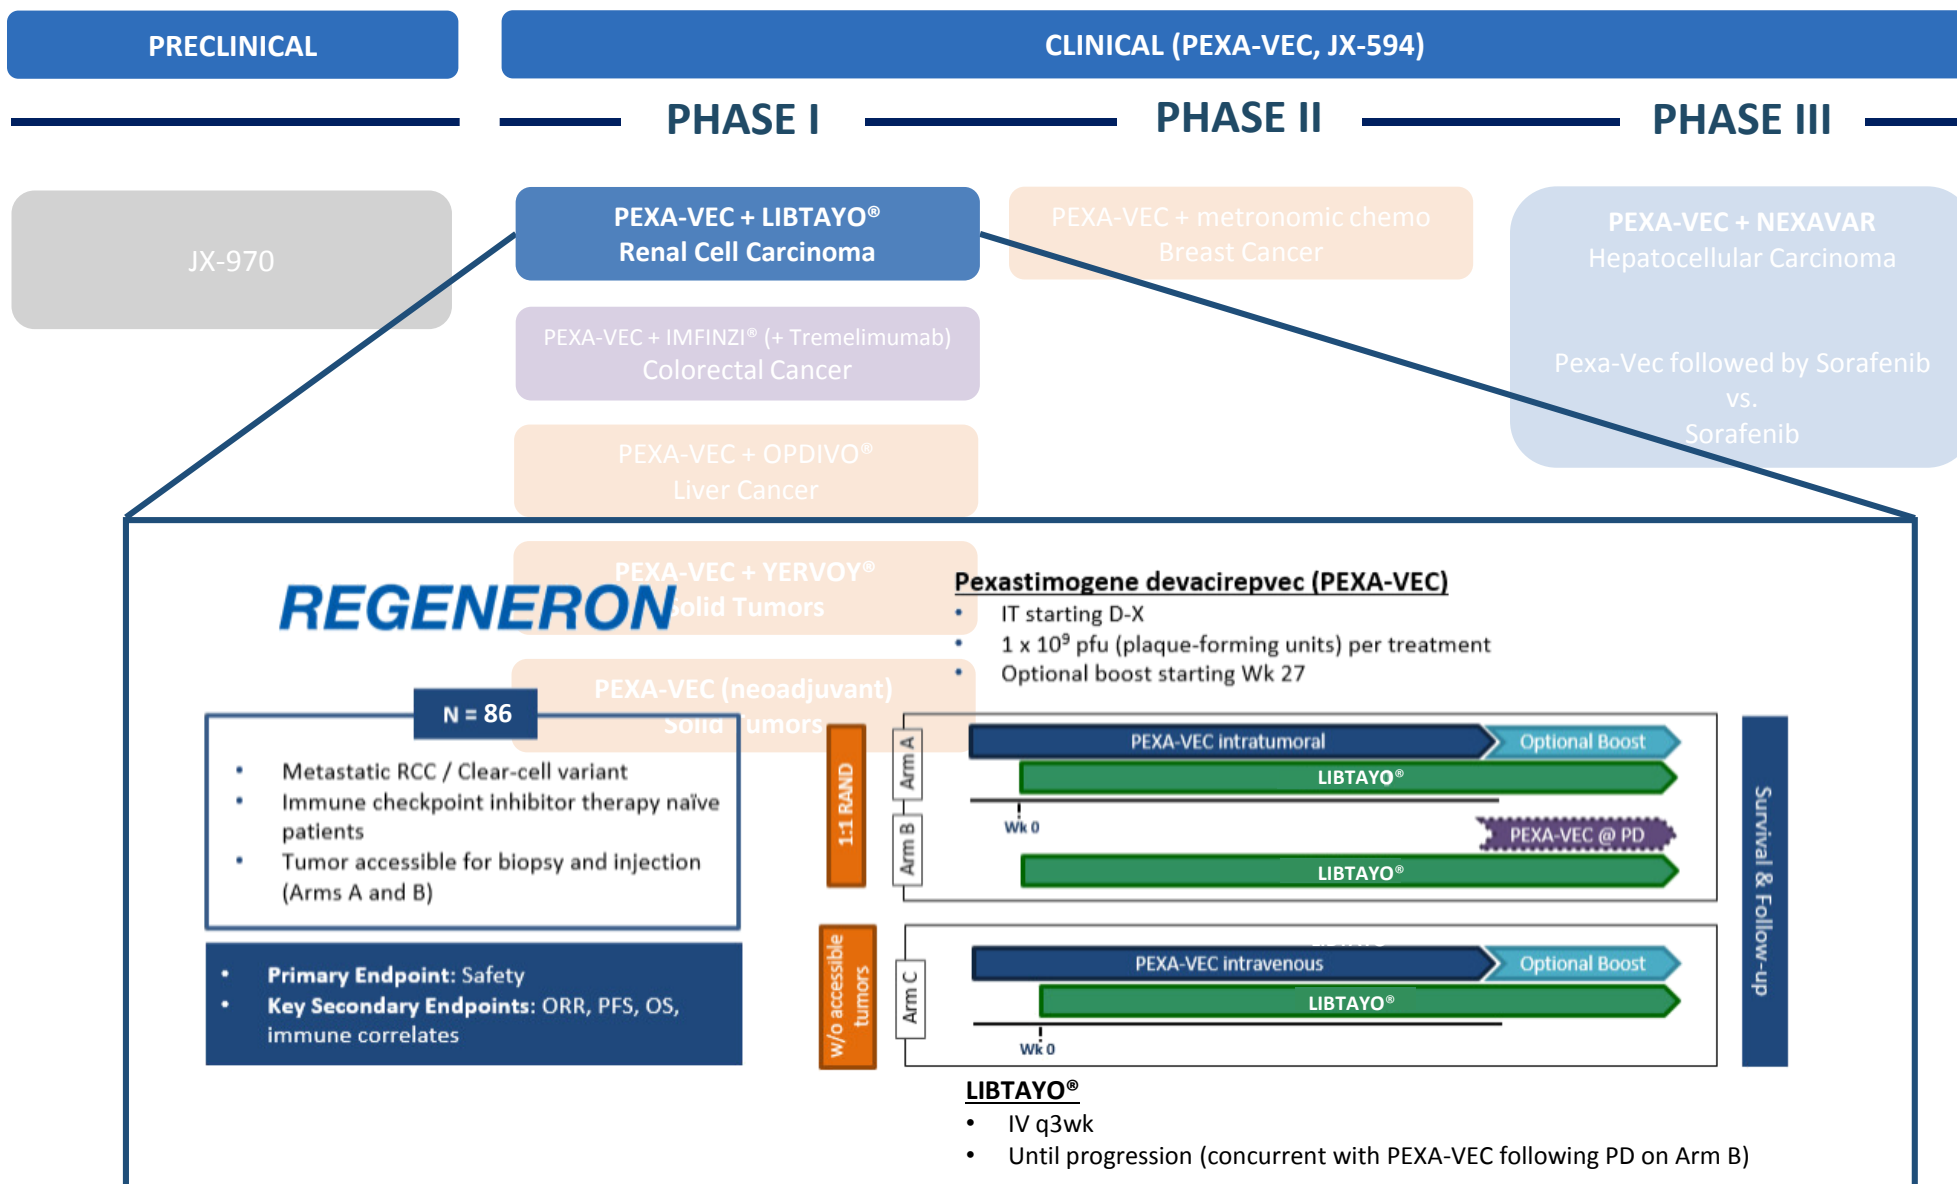 PRECLINICAL
CLINICAL (PEXA-VEC, JX-594)
PHASE I
PHASE II
PHASE III
JX-970
PEXA-VEC + LIBTAYO®
Renal Cell Carcinoma
PEXA-VEC + IMFINZI® (+ Tremelimumab)
Colorectal Cancer
PEXA-VEC + OPDIVO®
Liver Cancer
PEXA-VEC + YERVOY®
Solid Tumors
PEXA-VEC (neoadjuvant)
Solid Tumors
PEXA-VEC + metronomic chemo
Breast Cancer
PEXA-VEC + NEXAVAR
Hepatocellular Carcinoma
Pexa-Vec followed by Sorafenib
vs.
Sorafenib
REGENERON
N = 86
• Metastatic RCC / Clear-cell variant
• Immune checkpoint inhibitor therapy naïve
patients
• Tumor accessible for biopsy and injection
(Arms A and B)
• Primary Endpoint: Safety
• Key Secondary Endpoints: ORR, PFS, OS,
immune correlates
Pexastimogene devacirepvec (PEXA-VEC)
• IT starting D-X
• 1 x 10⁹ pfu (plaque-forming units) per treatment
• Optional boost starting Wk 27
1:1 RAND
Arm A
PEXA-VEC intratumoral
Optional Boost
LIBTAYO®
Wk 0
Arm B
PEXA-VEC @ PD
LIBTAYO®
w/o accessible
tumors
Arm C
PEXA-VEC intravenous
Optional Boost
LIBTAYO®
Wk 0
Survival & Follow-up
LIBTAYO®
• IV q3wk
• Until progression (concurrent with PEXA-VEC following PD on Arm B)